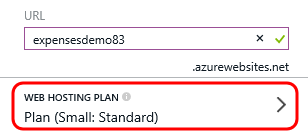 URL
expensesdemo83
.azurewebsites.net
WEB HOSTING PLAN
Plan (Small: Standard)